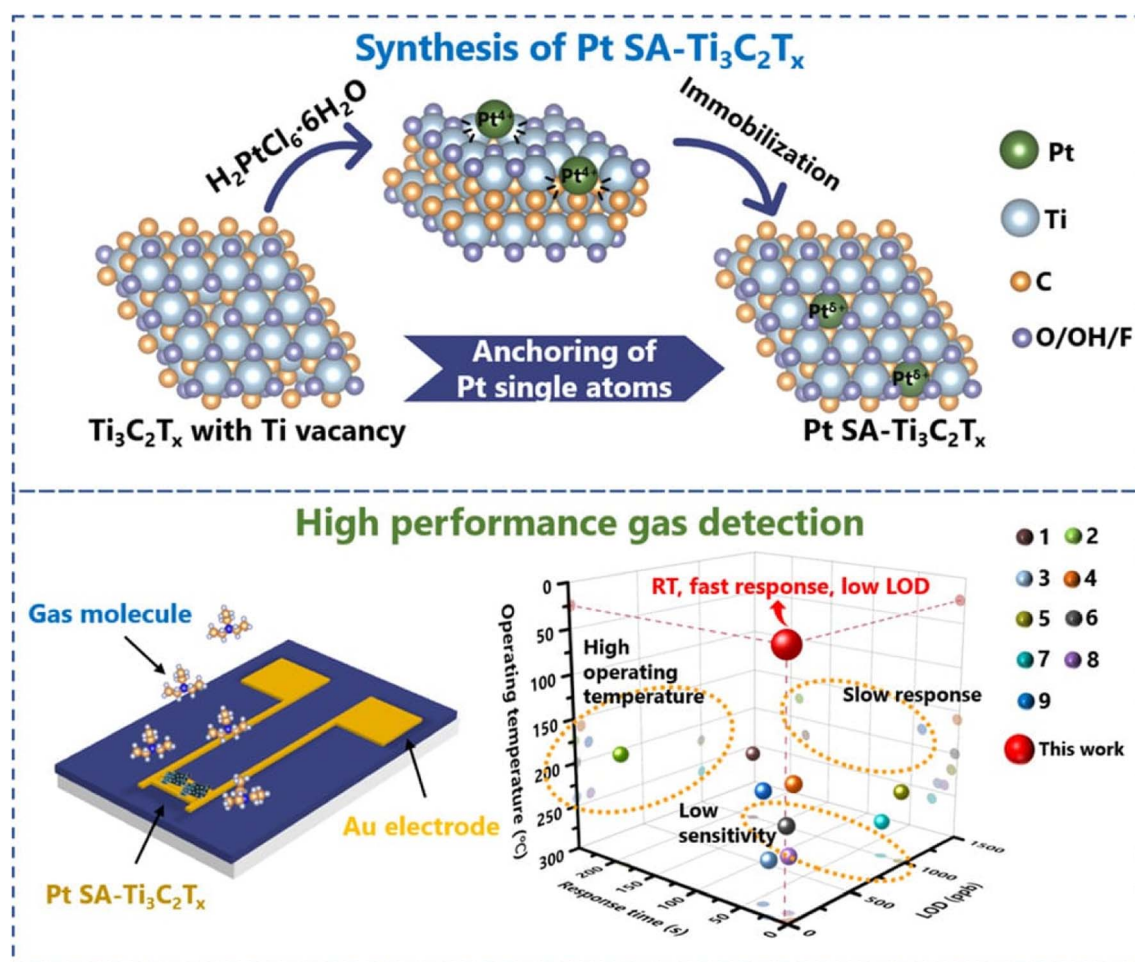 Synthesis of Pt SA-Ti₃C₂Tₓ
H₂PtCl₆·6H₂O
Pt⁴⁺
Pt⁴⁺
Immobilization
Pt
Ti
C
O/OH/F
Anchoring of
Pt single atoms
Ptᵟ⁺
Ptᵟ⁺
Ti₃C₂Tₓ with Ti vacancy
Pt SA-Ti₃C₂Tₓ
High performance gas detection
Gas molecule
Au electrode
Pt SA-Ti₃C₂Tₓ
RT, fast response, low LOD
High
operating
temperature
Slow response
Low
sensitivity
Operating temperature (°C)
0
50
100
150
200
250
300
Response time (s)
200
150
100
50
0
LOD (ppb)
0
500
1000
1500
1 2
3 4
5 6
7 8
9
This work